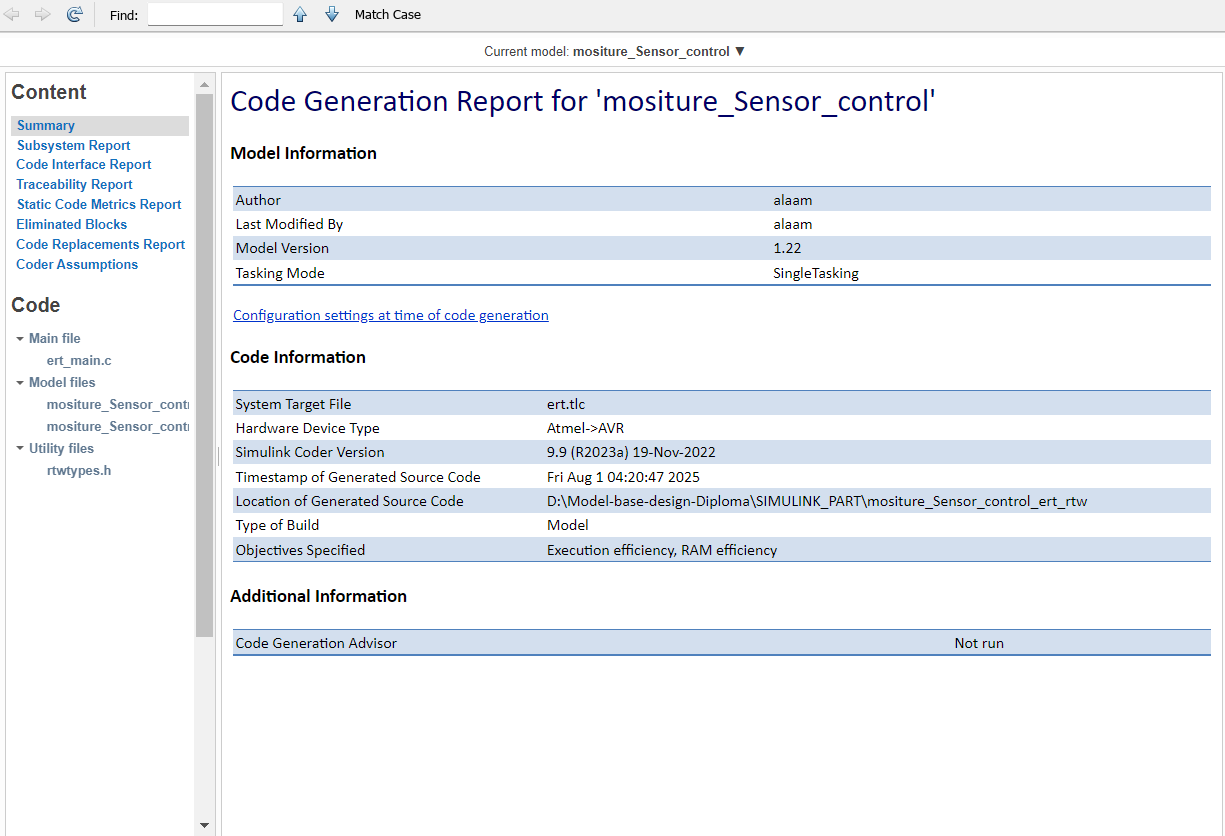 Find:
Match Case
Current model: mositure_Sensor_control ▼
Content
Summary
Subsystem Report
Code Interface Report
Traceability Report
Static Code Metrics Report
Eliminated Blocks
Code Replacements Report
Coder Assumptions
Code
Main file
ert_main.c
Model files
mositure_Sensor_cont
mositure_Sensor_cont
Utility files
rtwtypes.h
Code Generation Report for 'mositure_Sensor_control'
Model Information
Author alaam
Last Modified By alaam
Model Version 1.22
Tasking Mode SingleTasking
Configuration settings at time of code generation
Code Information
System Target File ert.tlc
Hardware Device Type Atmel->AVR
Simulink Coder Version 9.9 (R2023a) 19-Nov-2022
Timestamp of Generated Source Code Fri Aug 1 04:20:47 2025
Location of Generated Source Code D:\Model-base-design-Diploma\SIMULINK_PART\mositure_Sensor_control_ert_rtw
Type of Build Model
Objectives Specified Execution efficiency, RAM efficiency
Additional Information
Code Generation Advisor Not run